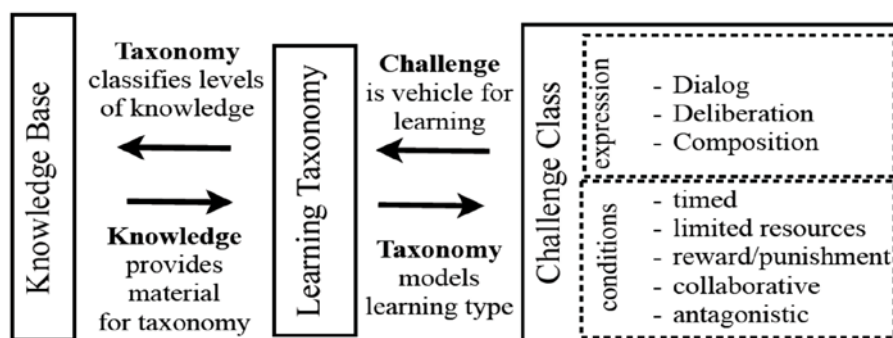 Knowledge Base
Taxonomy
classifies levels
of knowledge
Knowledge
provides
material
for taxonomy
Learning Taxonomy
Challenge
is vehicle for
learning
Taxonomy
models
learning type
Challenge Class
expression
- Dialog
- Deliberation
- Composition
conditions
- timed
- limited resources
- reward/punishment
- collaborative
- antagonistic